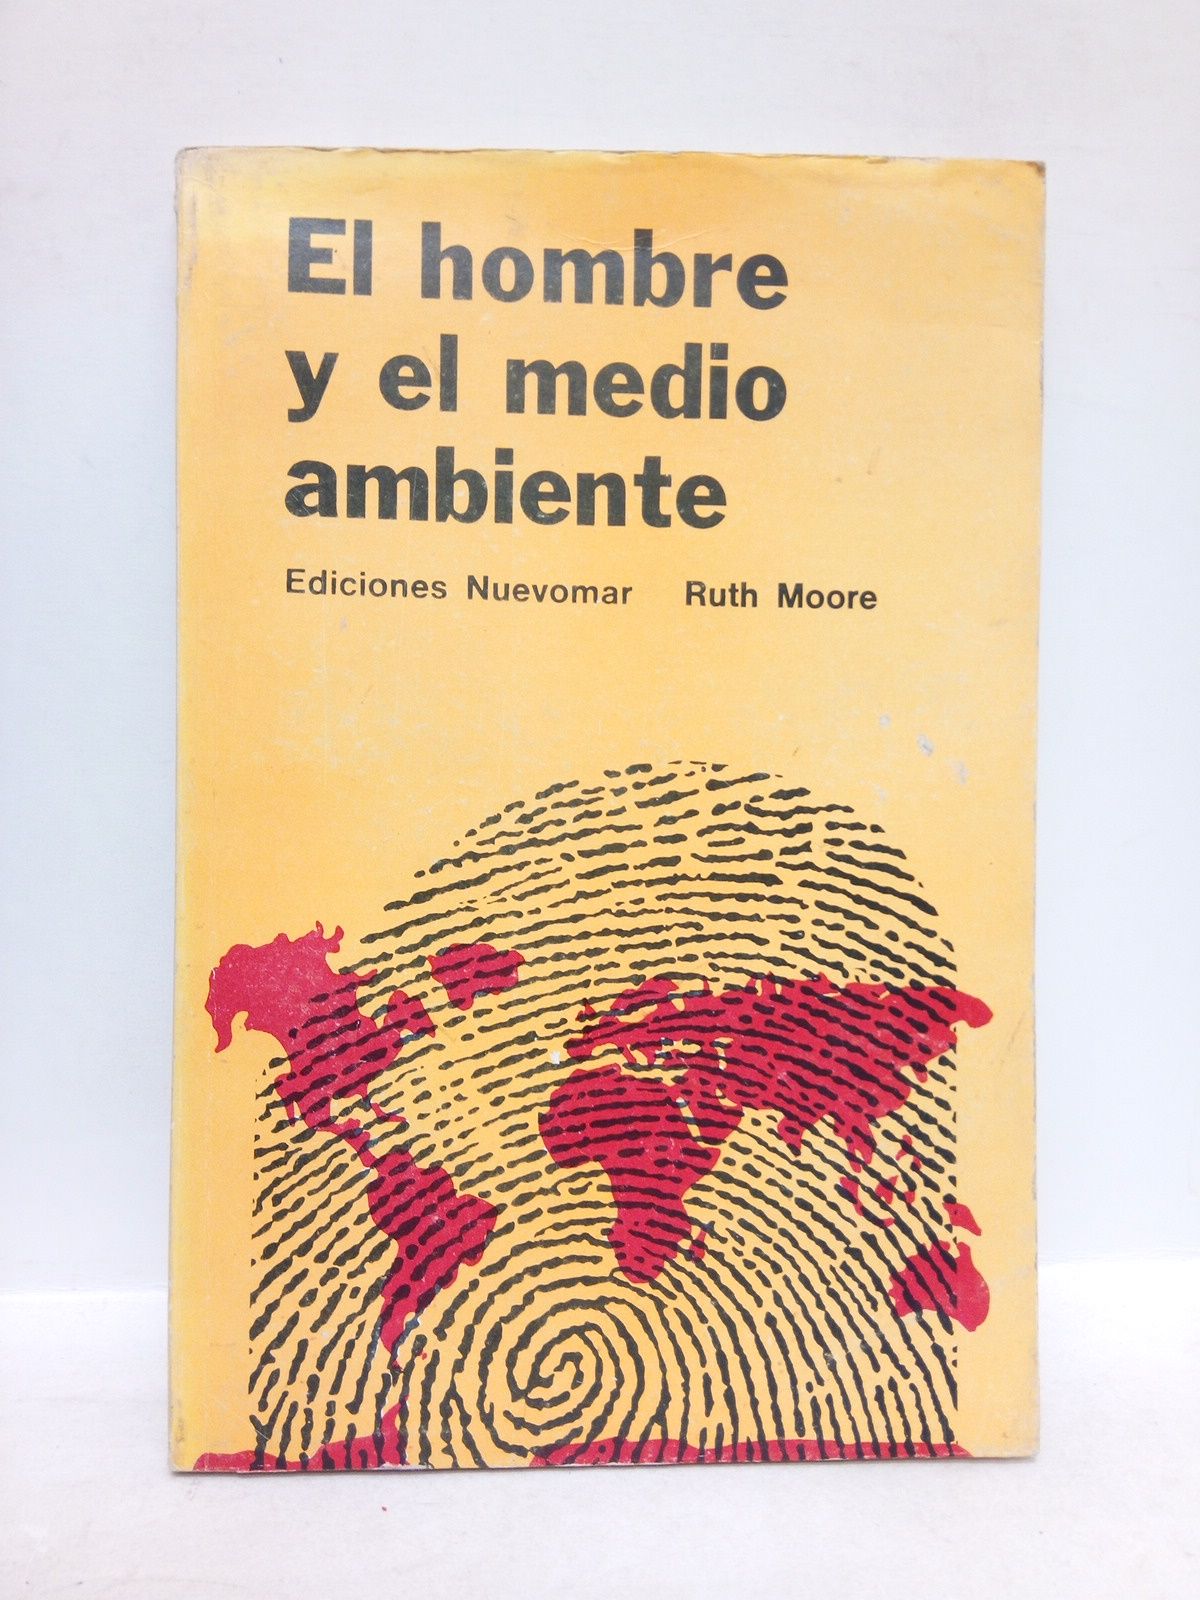 El hombre
y el medio
ambiente
Ediciones Nuevomar Ruth Moore